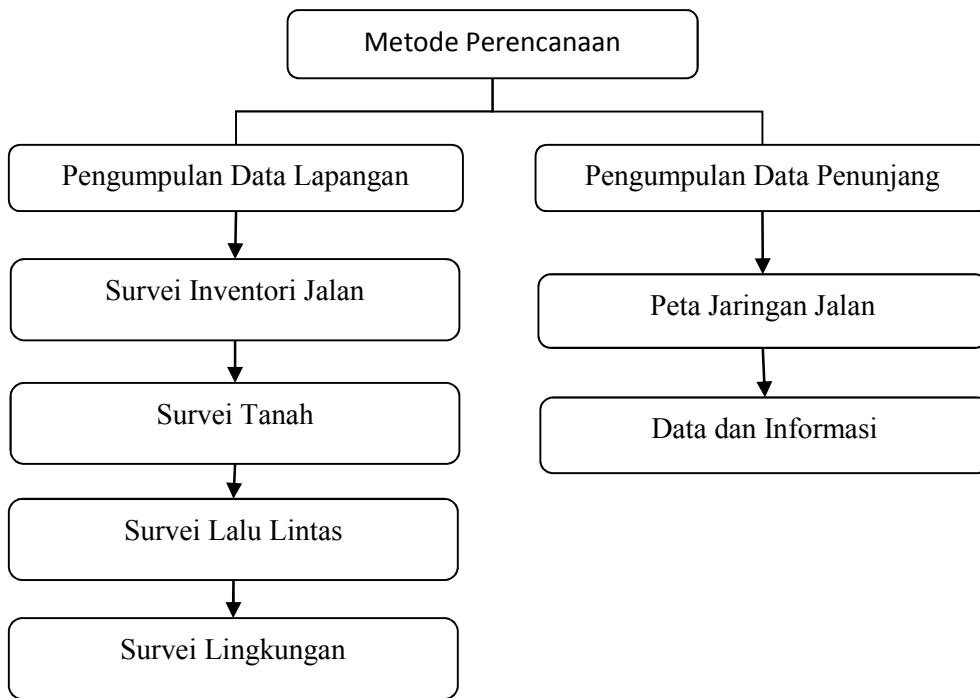 Metode Perencanaan
Pengumpulan Data Lapangan
Survei Inventori Jalan
Survei Tanah
Survei Lalu Lintas
Survei Lingkungan
Pengumpulan Data Penunjang
Peta Jaringan Jalan
Data dan Informasi